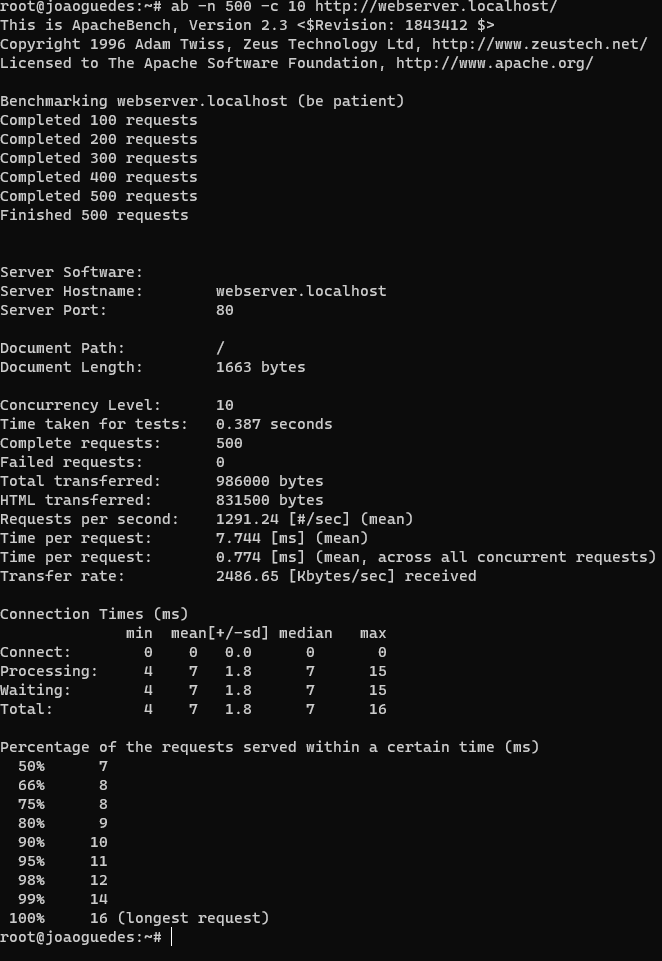 root@joaoguedes:~# ab -n 500 -c 10 http://webserver.localhost/
This is ApacheBench, Version 2.3 <$Revision: 1843412 $>
Copyright 1996 Adam Twiss, Zeus Technology Ltd, http://www.zeustech.net/
Licensed to The Apache Software Foundation, http://www.apache.org/

Benchmarking webserver.localhost (be patient)
Completed 100 requests
Completed 200 requests
Completed 300 requests
Completed 400 requests
Completed 500 requests
Finished 500 requests


Server Software:
Server Hostname:        webserver.localhost
Server Port:            80

Document Path:          /
Document Length:        1663 bytes

Concurrency Level:      10
Time taken for tests:   0.387 seconds
Complete requests:      500
Failed requests:        0
Total transferred:      986000 bytes
HTML transferred:       831500 bytes
Requests per second:    1291.24 [#/sec] (mean)
Time per request:       7.744 [ms] (mean)
Time per request:       0.774 [ms] (mean, across all concurrent requests)
Transfer rate:          2486.65 [Kbytes/sec] received

Connection Times (ms)
              min  mean[+/-sd] median   max
Connect:        0    0   0.0      0       0
Processing:     4    7   1.8      7      15
Waiting:        4    7   1.8      7      15
Total:          4    7   1.8      7      16

Percentage of the requests served within a certain time (ms)
  50%      7
  66%      8
  75%      8
  80%      9
  90%     10
  95%     11
  98%     12
  99%     14
 100%     16 (longest request)
root@joaoguedes:~#